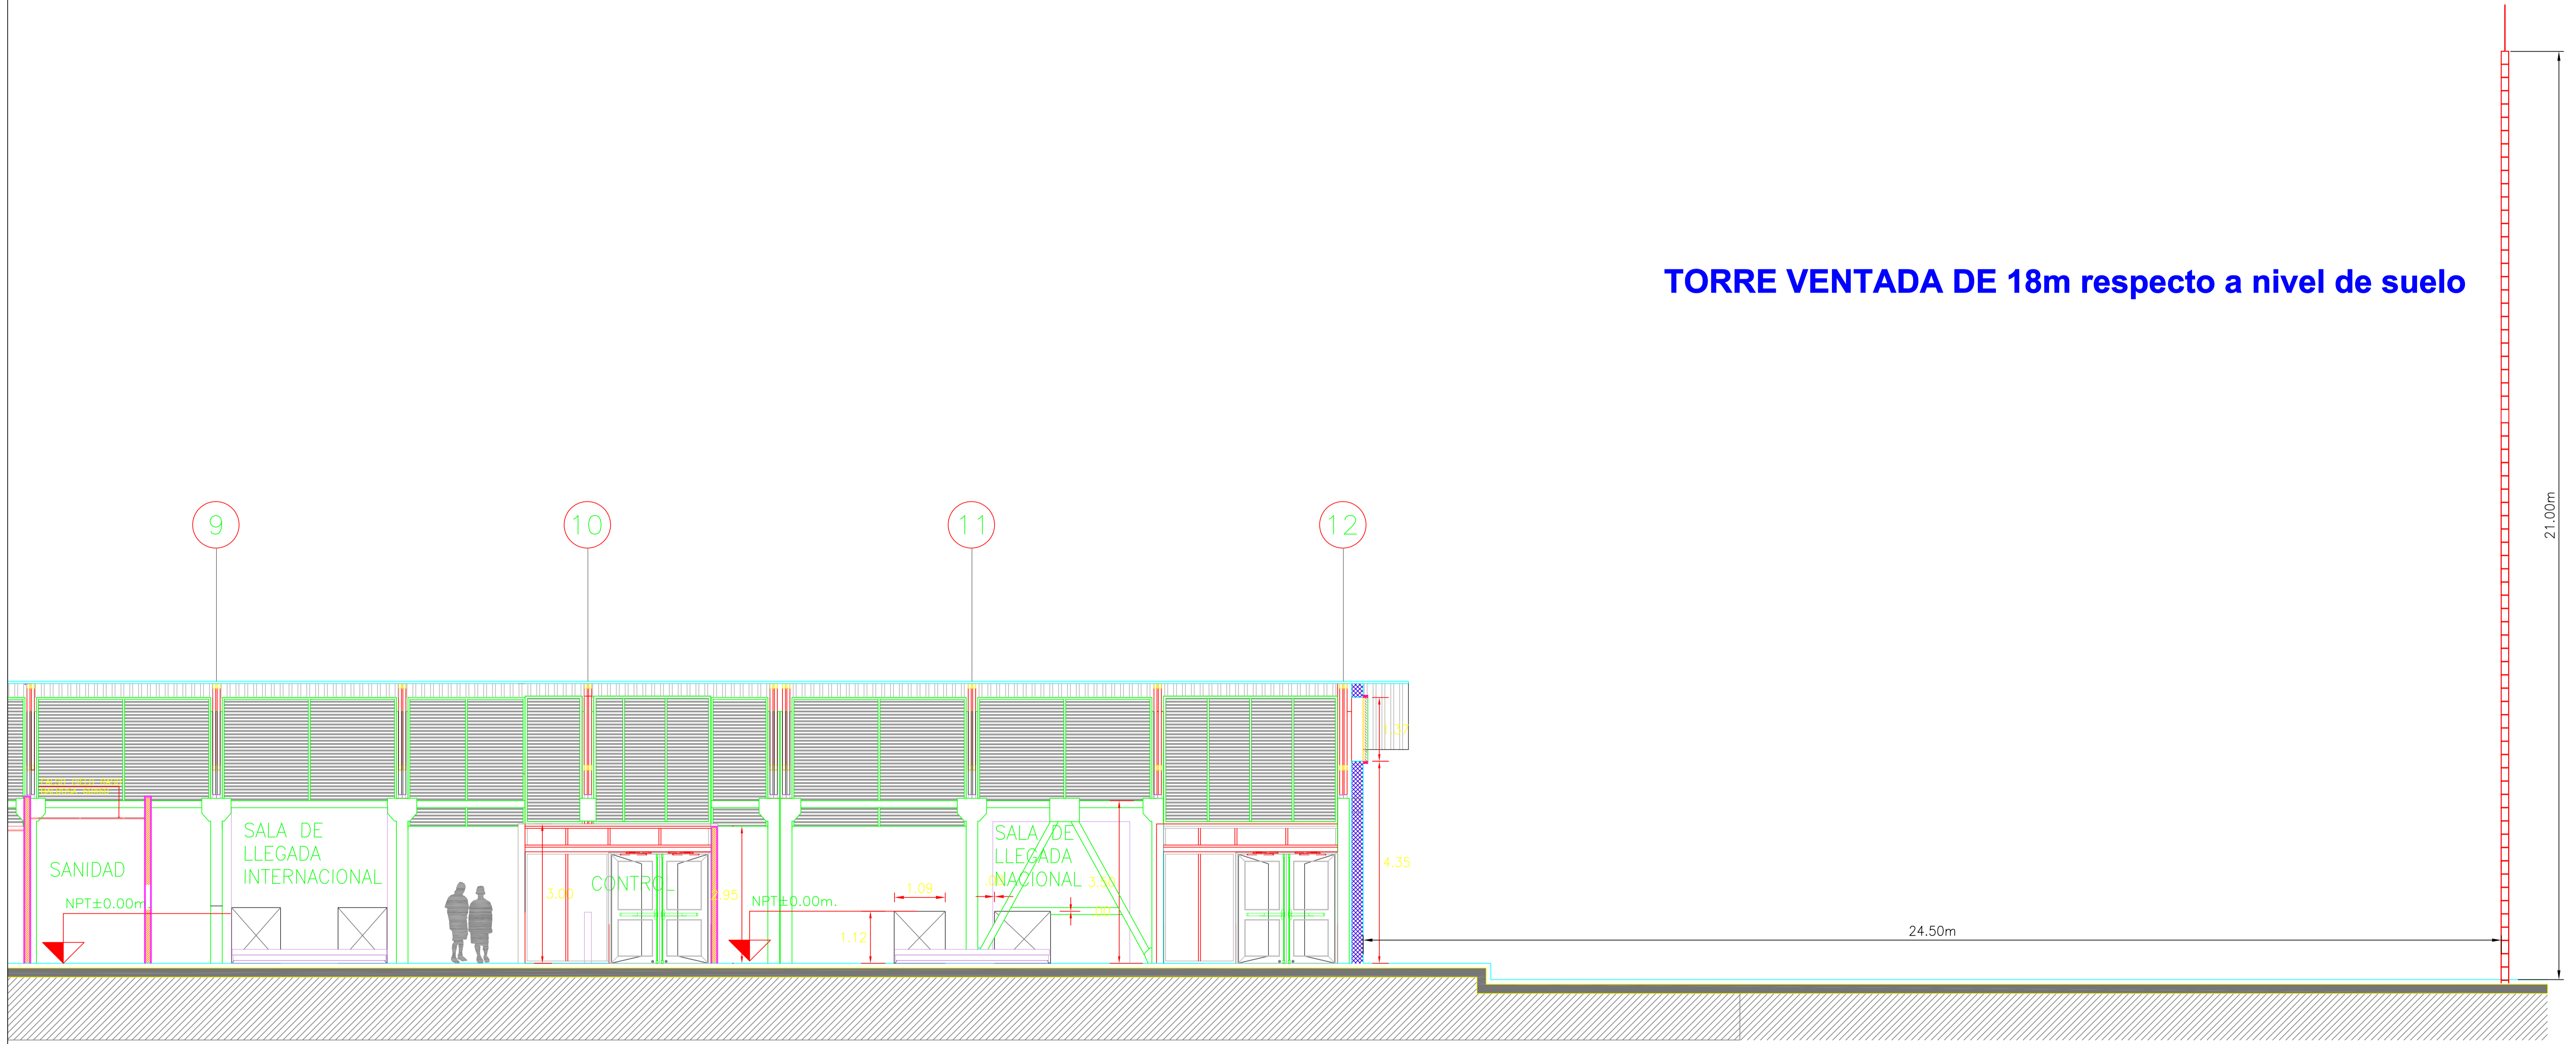 TORRE VENTADA DE 18m respecto a nivel de suelo
21.00m
9
10
11
12
1.37
SANIDAD
SALA DE
LLEGADA
INTERNACIONAL
NPT±0.00m.
3.00
CONTROL
2.95
NPT±0.00m.
1.09
1.12
SALA DE
LLEGADA
NACIONAL
4.35
24.50m